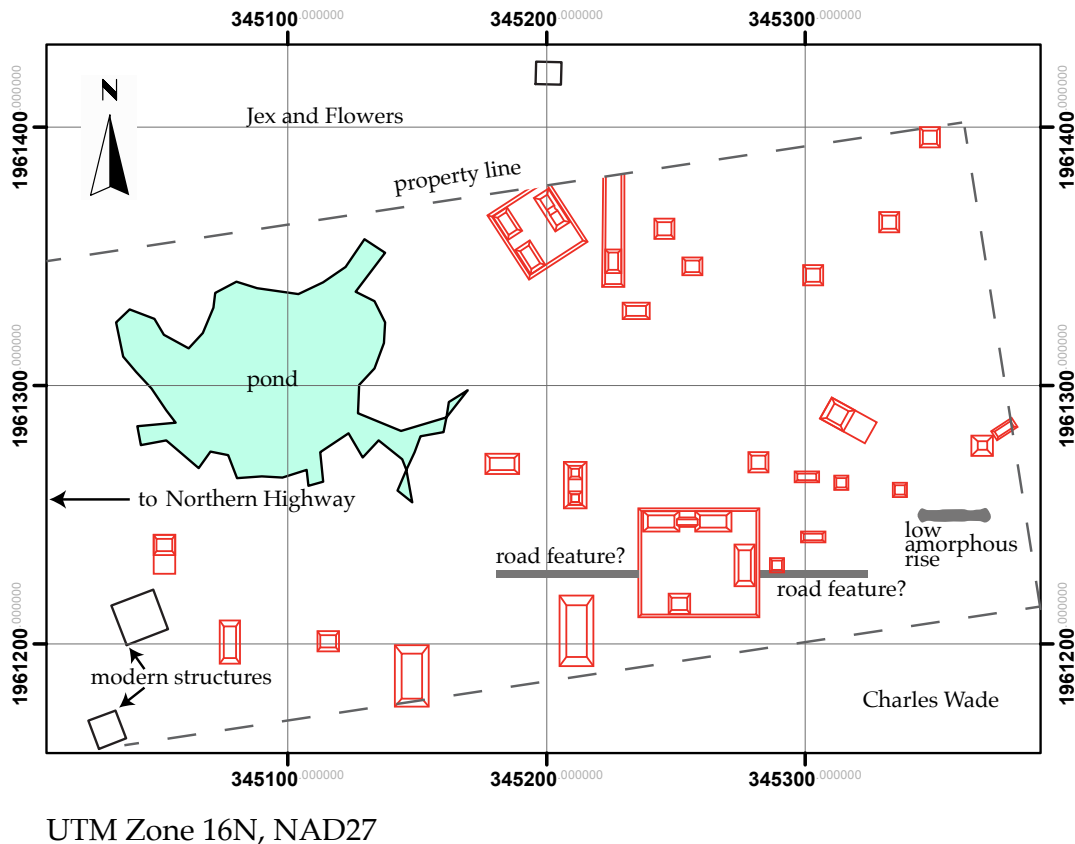 345100.000000 345200.000000 345300.000000
N
Jex and Flowers
1961400.000000 1961400.000000
property line
pond
1961300.000000 1961300.000000
to Northern Highway
low
amorphous
rise
road feature?
road feature?
1961200.000000 1961200.000000
modern structures
Charles Wade
345100.000000 345200.000000 345300.000000
UTM Zone 16N, NAD27